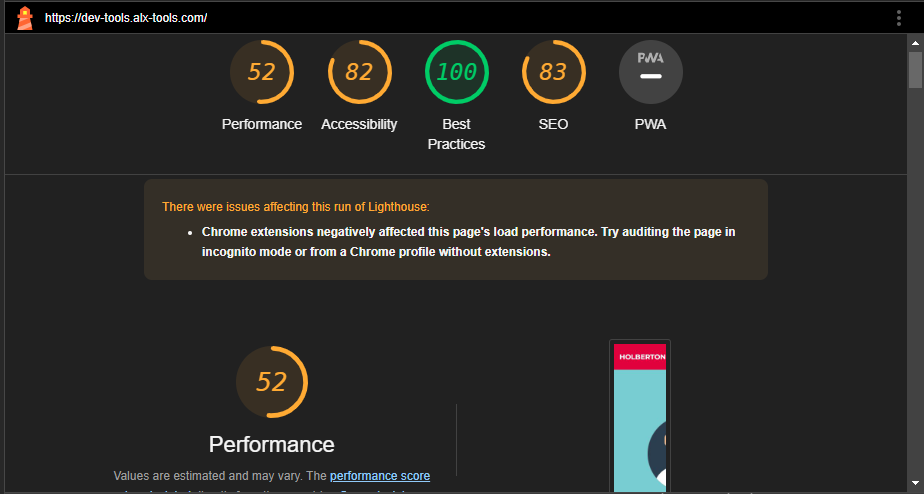 https://dev-tools.alx-tools.com/
52
82
100
83
PWA
Performance
Accessibility
Best
Practices
SEO
PWA
There were issues affecting this run of Lighthouse:
Chrome extensions negatively affected this page's load performance. Try auditing the page in
incognito mode or from a Chrome profile without extensions.
52
HOLBERTON
Performance
Values are estimated and may vary. The performance score